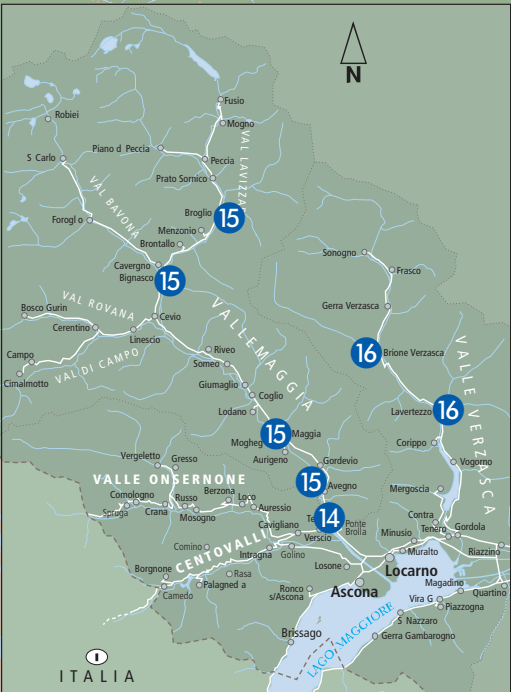 N
Fusio
Robiei
Mogno
Piano d Peccia
Peccia
S Carlo
VAL LAVIZZAR
Prato Sornico
VAL BAVONA
Broglio
15
Forogl o
Menzonio
Brontallo
Sonogno
Cavergno
Bignasco
15
Frasco
VAL ROVANA
Gerra Verzasca
Bosco Gurin
Cevio
Cerentino
Linescio
VALLEMAGGIA
16
Brione Verzasca
Riveo
Campo
VAL DI CAMPO
Someo
Cimalmotto
Giumaglio
Coglio
VALLE VERZASCA
Lodano
Lavertezzo
16
15
Maggia
Mogheg
Corippo
Aurigeno
Vergeletto
Gresso
Gordevio
Vogorno
VALLE ONSERNONE
15
Avegno
Mergoscia
Comologno
Russo
Berzona
Loco
Spruga
Crana
Mosogno
Auressio
14
Te
Ponte
Brolla
Contra
Cavigliano
Verscio
Minusio
Tenero
Gordola
Comino
CENTOVALLI
Intragna
Golino
Muralto
Riazzino
Losone
Locarno
Borgnone
Rasa
Ascona
Magadino
Camedo
Palagned a
Ronco
s/Ascona
Vira G
Quartino
Piazzogna
S Nazzaro
Brissago
LAGO MAGGIORE
Gerra Gambarogno
I
ITALIA